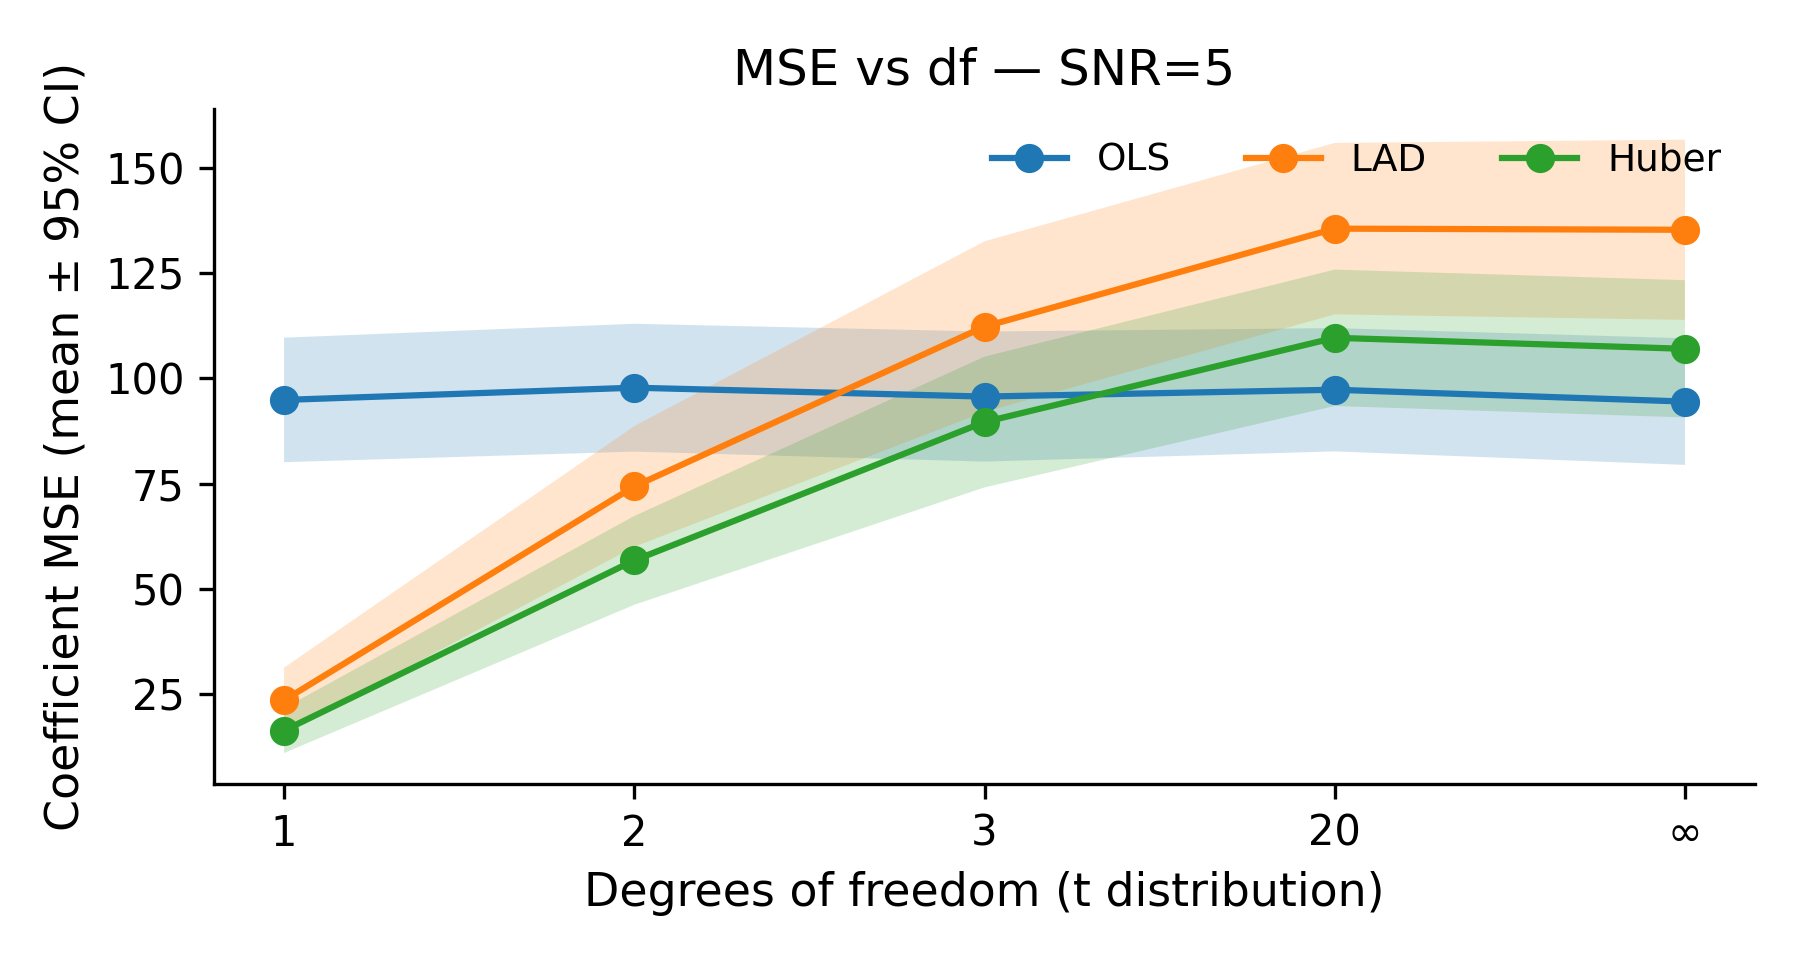 MSE vs df — SNR=5
OLS LAD Huber
Coefficient MSE (mean ± 95% CI)
150
125
100
75
50
25
1 2 3 20 ∞
Degrees of freedom (t distribution)